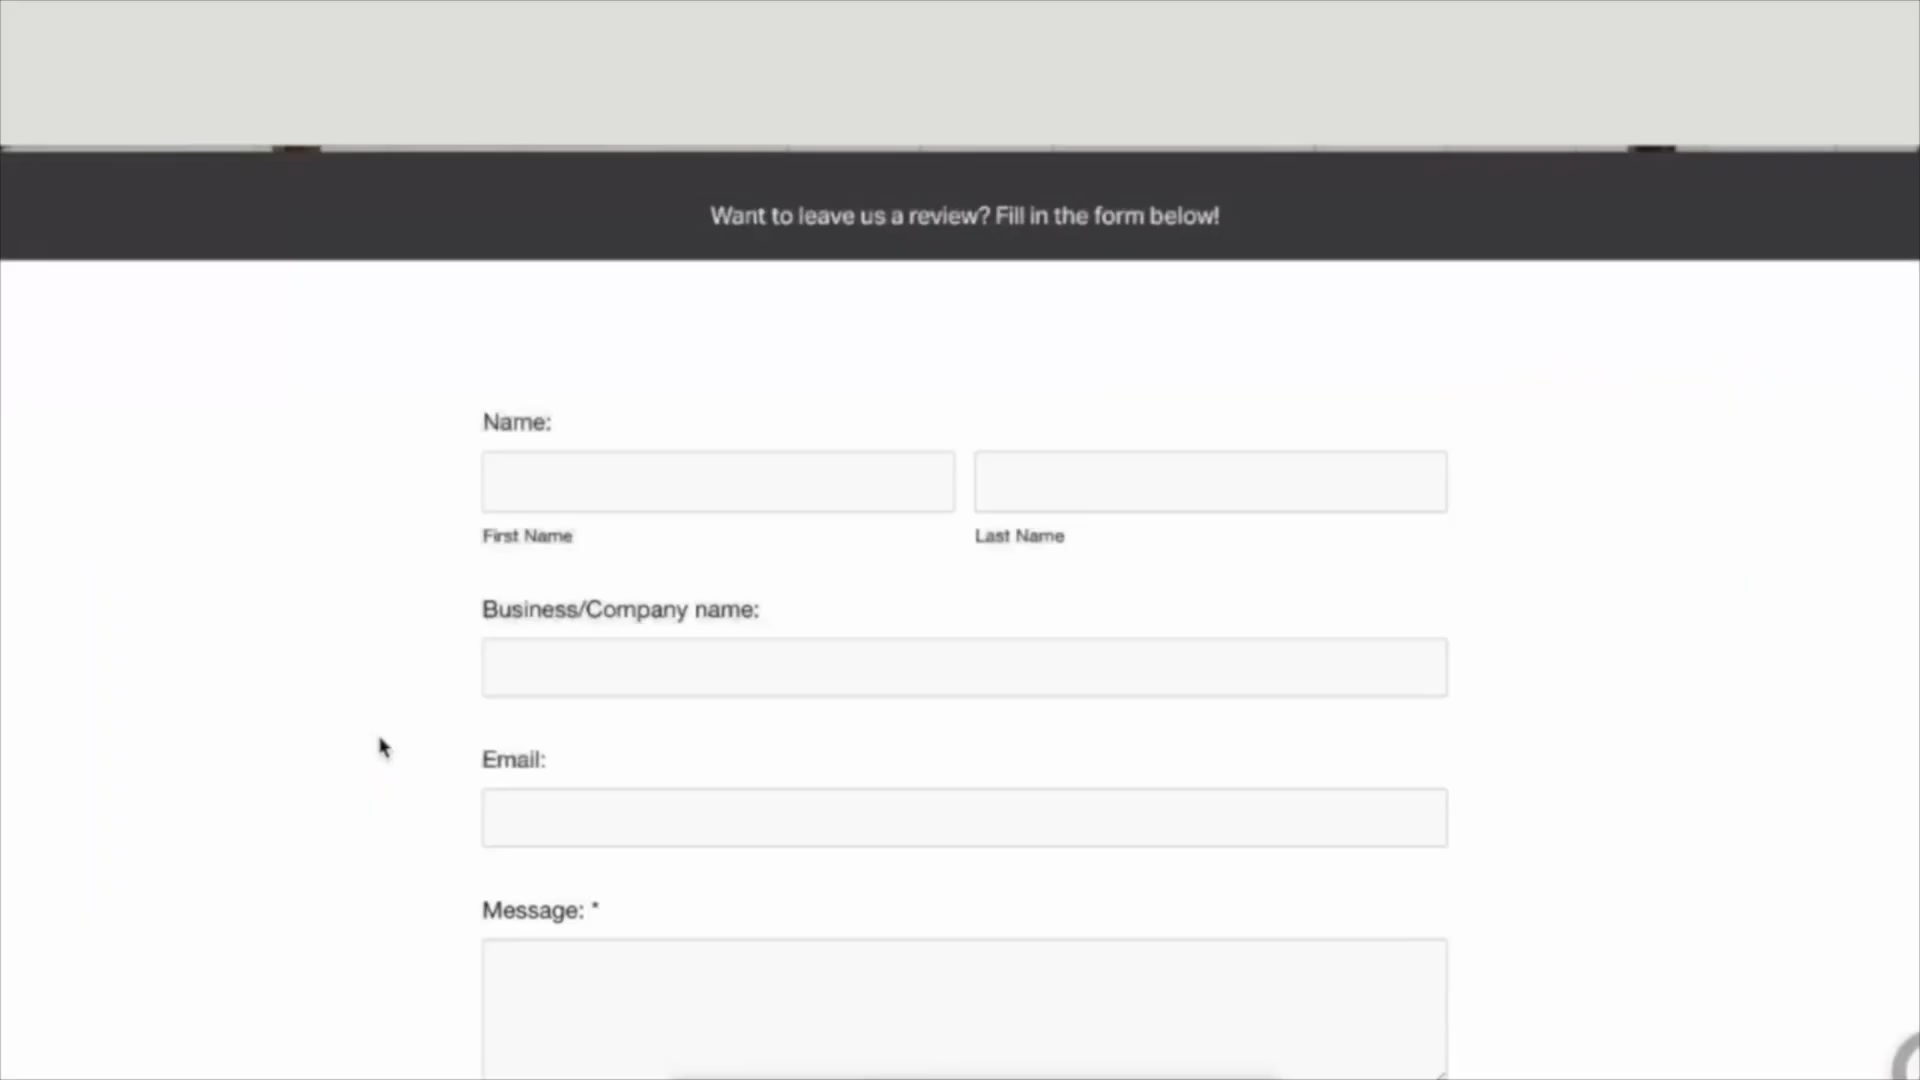 Want to leave us a review? Fill in the form below!
Name:
First Name
Last Name
Business/Company name:
Email:
Message: *